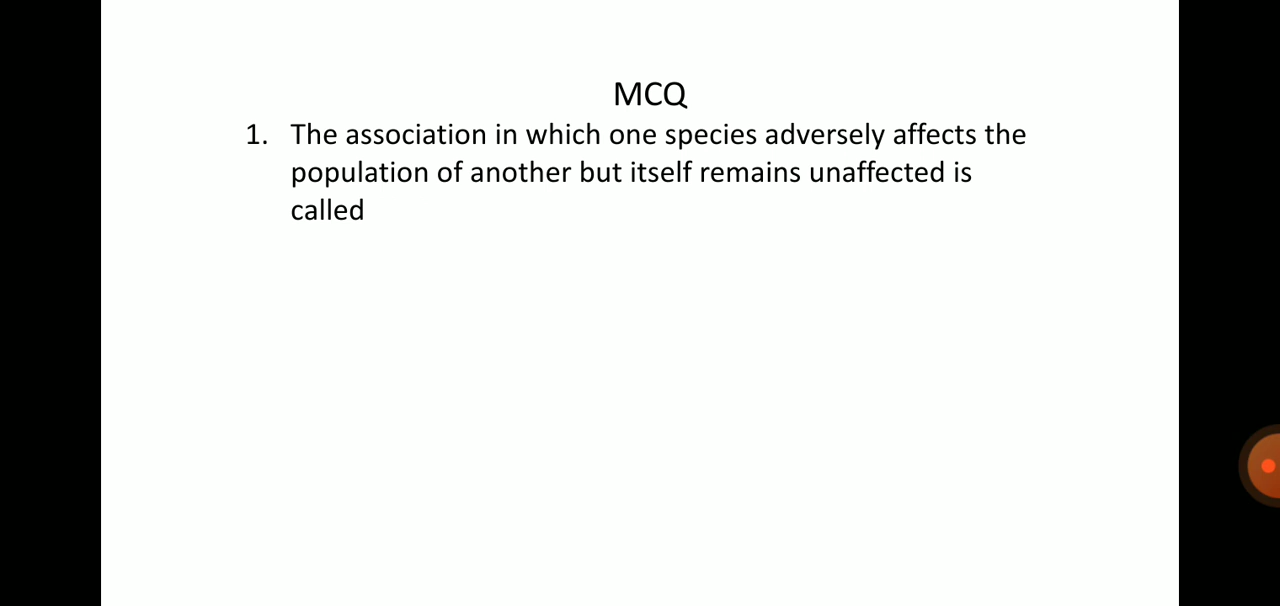 MCQ
1. The association in which one species adversely affects the
population of another but itself remains unaffected is
called